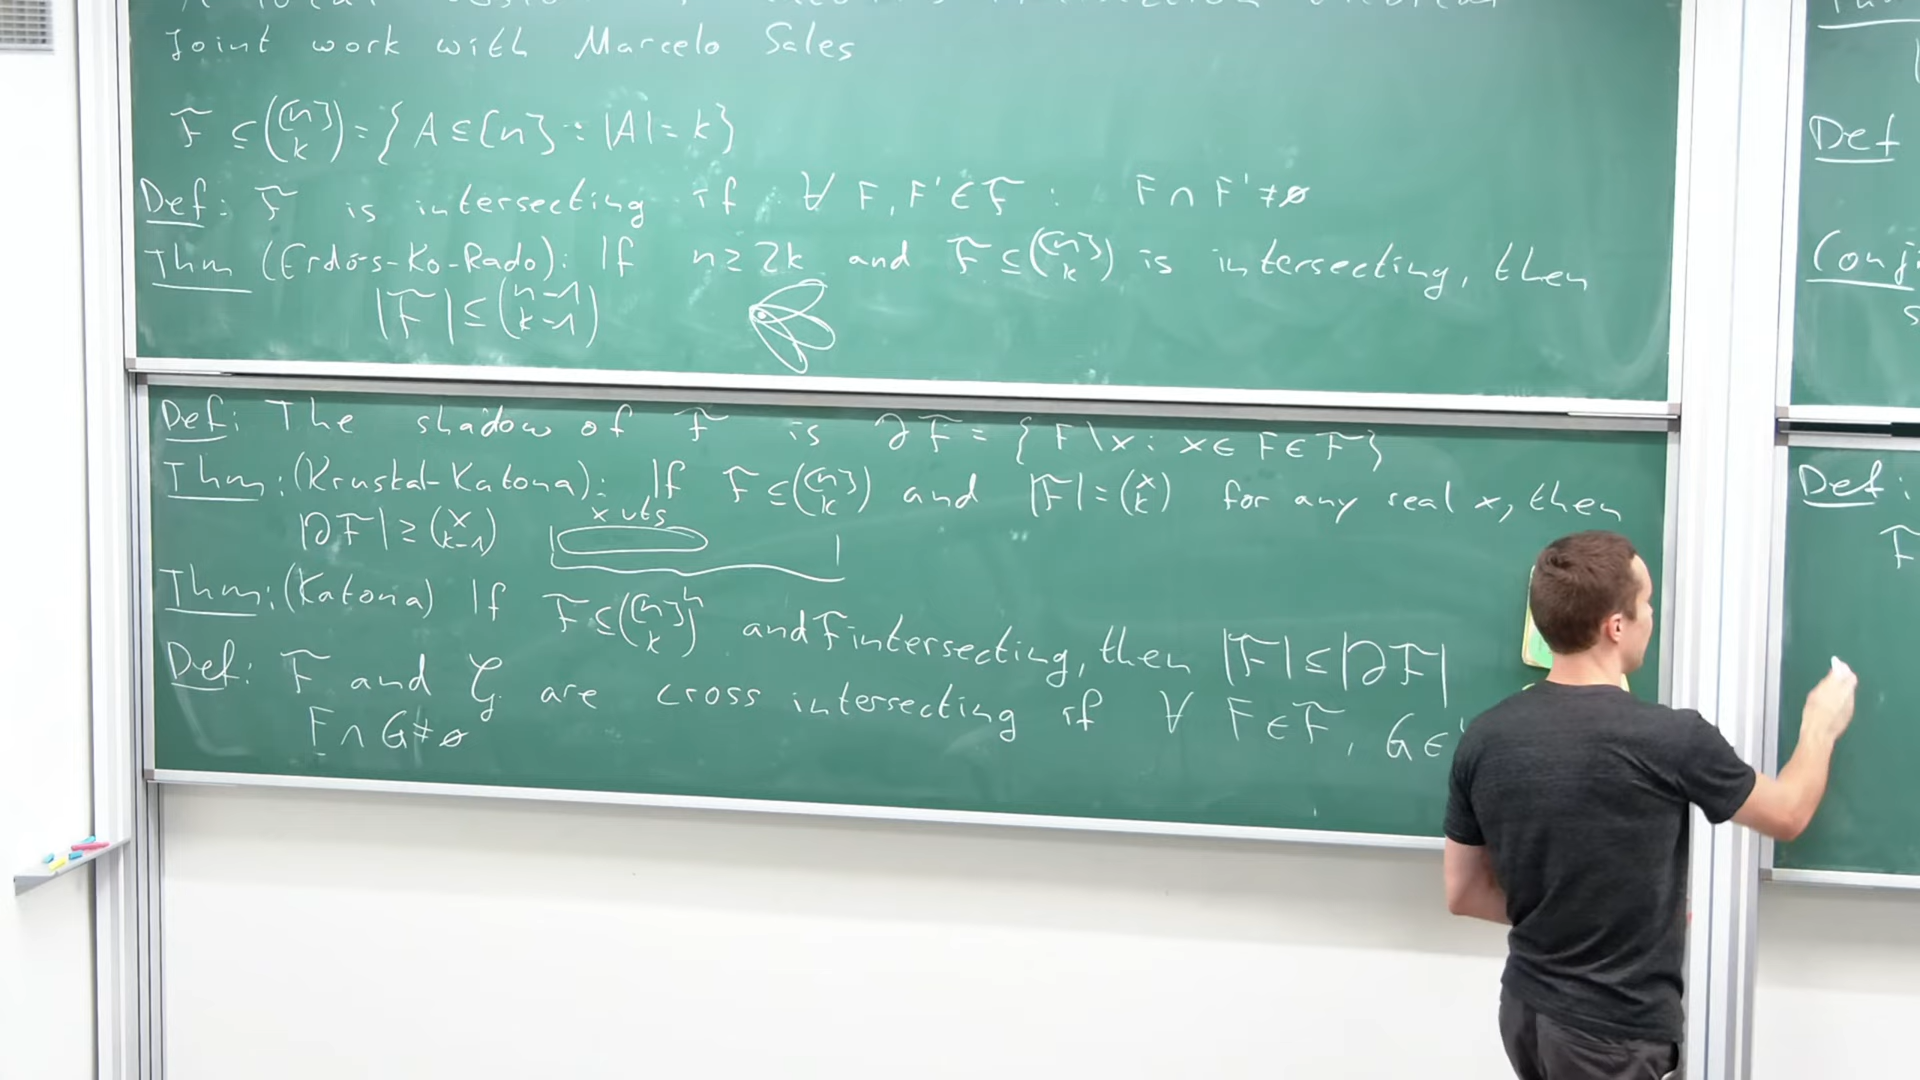 Joint work with Marcelo Sales
F ⊆ ([n] k) = { A ⊆ [n] : |A| = k }
Def: F is intersecting if ∀ F, F' ∈ F : F ∩ F' ≠ ∅
Thm (Erdős-Ko-Rado): If n ≥ 2k and F ⊆ ([n] k) is intersecting, then
|F| ≤ (n-1 k-1)
Def: The shadow of F is ∂F = { F \ x : x ∈ F ∈ F }
Thm: (Kruskal-Katona): If F ⊆ ([n] k) and |F| = (x k) for any real x, then
|∂F| ≥ (x k-1) x vts
Thm: (Katona) If F ⊆ ([n] k) and F intersecting, then |F| ≤ |∂F|
Def: F and G are cross intersecting if ∀ F ∈ F, G ∈
F ∩ G ≠ ∅
Def
Conj:
Def:
F